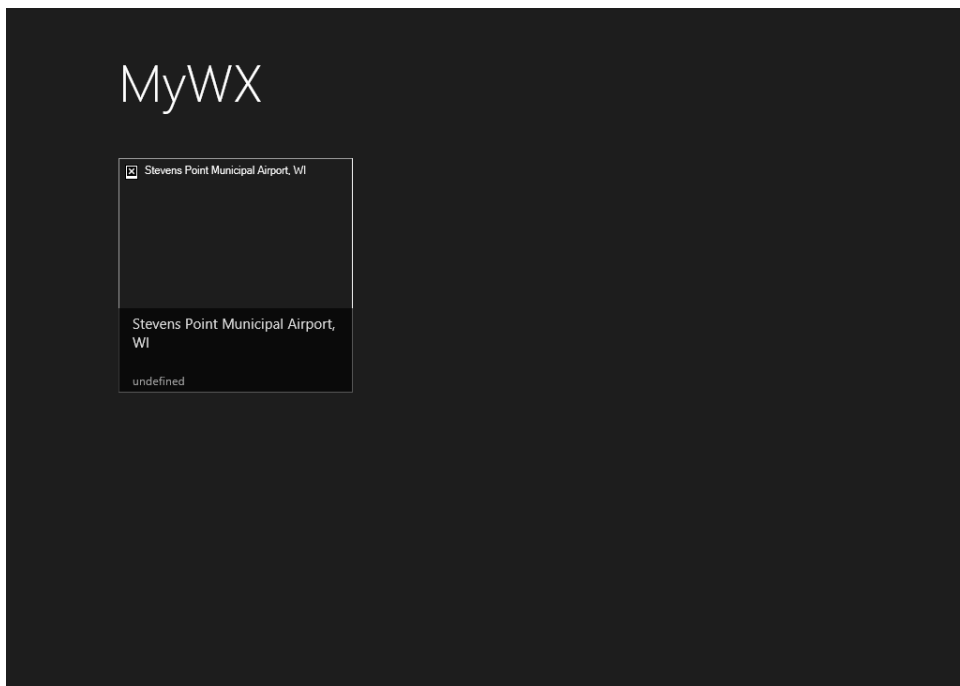 MyWX
Stevens Point Municipal Airport, WI
Stevens Point Municipal Airport,
WI
undefined